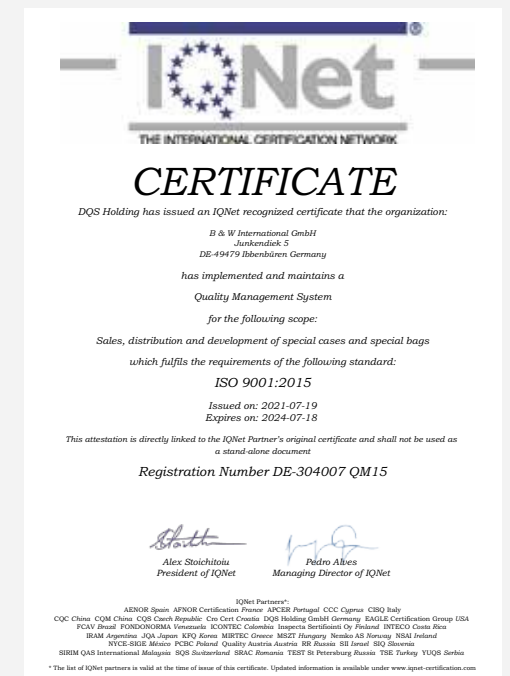 IQNet
®
THE INTERNATIONAL CERTIFICATION NETWORK
CERTIFICATE
DQS Holding has issued an IQNet recognized certificate that the organization:
B & W International GmbH
Junkendiek 5
DE-49479 Ibbenbüren Germany
has implemented and maintains a
Quality Management System
for the following scope:
Sales, distribution and development of special cases and special bags
which fulfils the requirements of the following standard:
ISO 9001:2015
Issued on: 2021-07-19
Expires on: 2024-07-18
This attestation is directly linked to the IQNet Partner's original certificate and shall not be used as
a stand-alone document
Registration Number DE-304007 QM15
Alex Stoichitoiu
President of IQNet
Pedro Alves
Managing Director of IQNet
IQNet Partners*:
AENOR Spain AFNOR Certification France APCER Portugal CCC Cyprus CISQ Italy
CQC China CQM China CQS Czech Republic Cro Cert Croatia DQS Holding GmbH Germany EAGLE Certification Group USA
FCAV Brazil FONDONORMA Venezuela ICONTEC Colombia Inspecta Sertifiointi Oy Finland INTECO Costa Rica
IRAM Argentina JQA Japan KFQ Korea MIRTEC Greece MSZT Hungary Nemko AS Norway NSAI Ireland
NYCE-SIGE México PCBC Poland Quality Austria Austria RR Russia SII Israel SIQ Slovenia
SIRIM QAS International Malaysia SQS Switzerland SRAC Romania TEST St Petersburg Russia TSE Turkey YUQS Serbia
* The list of IQNet partners is valid at the time of issue of this certificate. Updated information is available under www.iqnet-certification.com